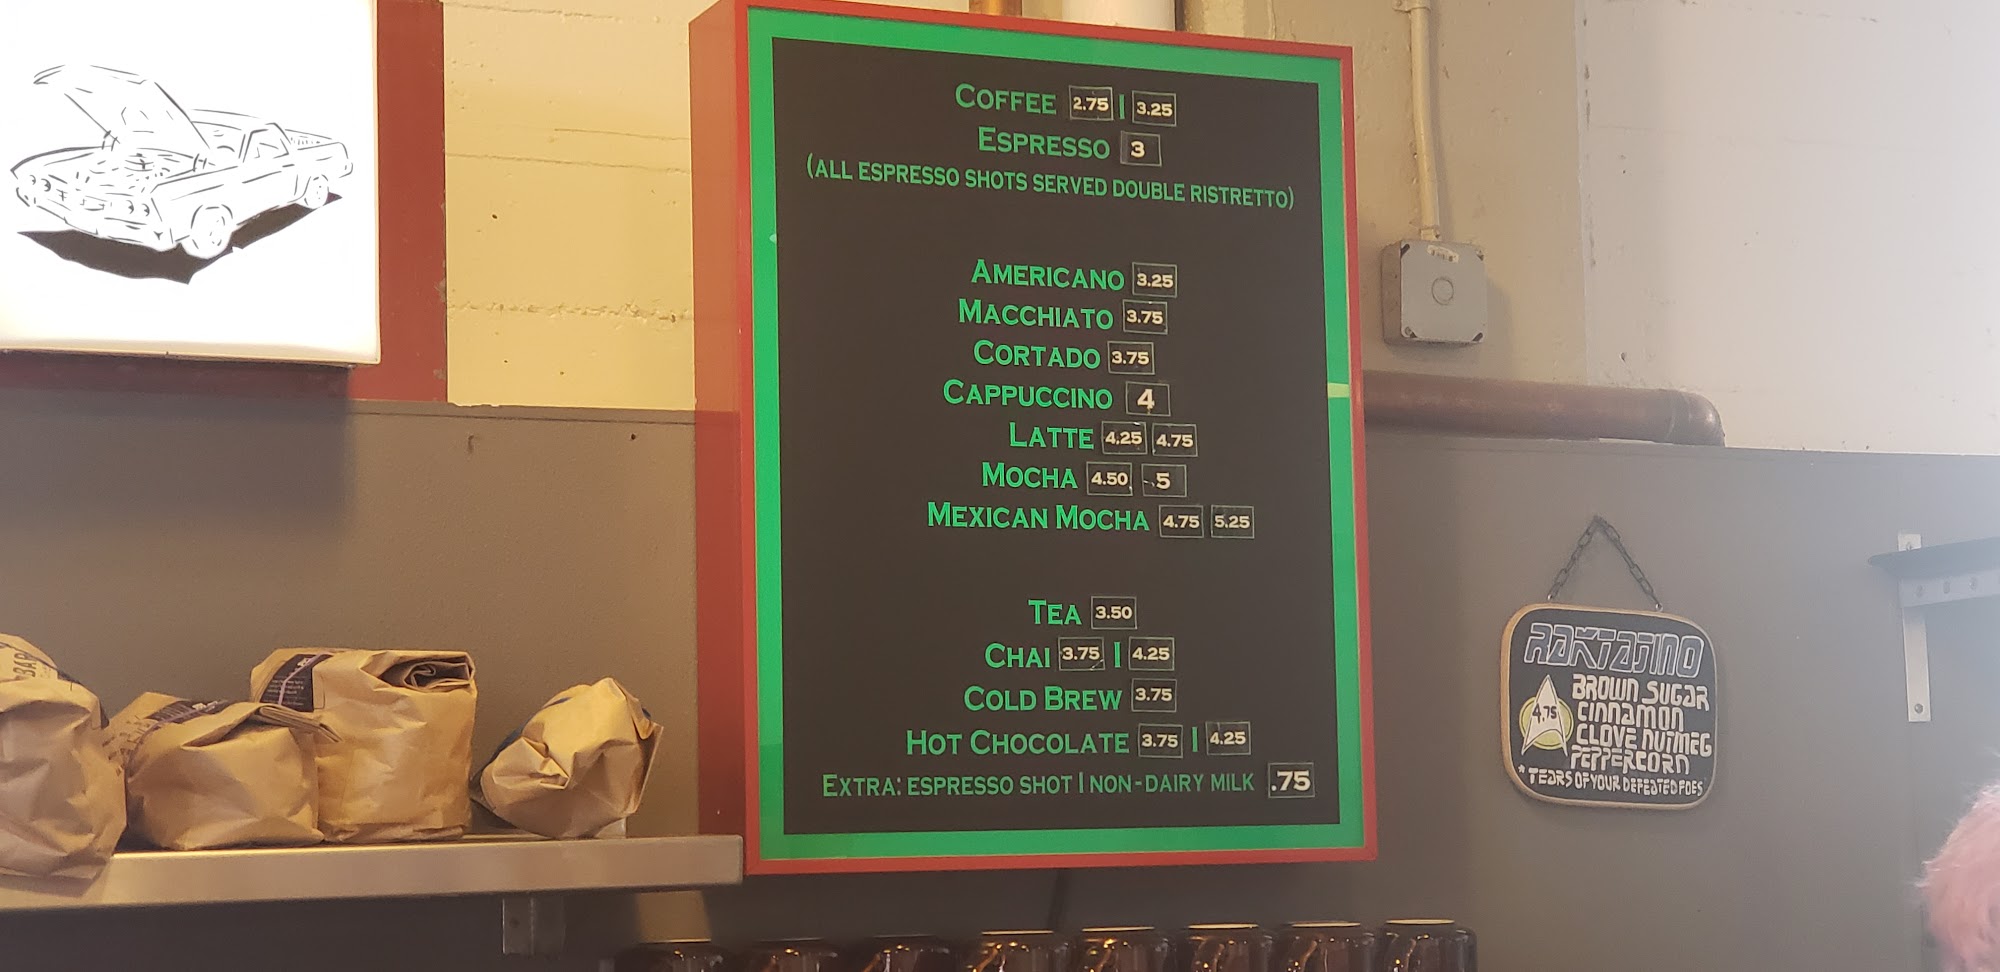 COFFEE 2.75 | 3.25
ESPRESSO 3
(ALL ESPRESSO SHOTS SERVED DOUBLE RISTRETTO)
AMERICANO 3.25
MACCHIATO 3.75
CORTADO 3.75
CAPPUCCINO 4
LATTE 4.25 4.75
MOCHA 4.50 5
MEXICAN MOCHA 4.75 5.25
TEA 3.50
CHAI 3.75 | 4.25
COLD BREW 3.75
HOT CHOCOLATE 3.75 | 4.25
EXTRA: ESPRESSO SHOT | NON-DAIRY MILK .75
RAKTAJINO
4.75
BROWN SUGAR
CINNAMON
CLOVE NUTMEG
PEPPERCORN
*TEARS OF YOUR DEFEATED FOES